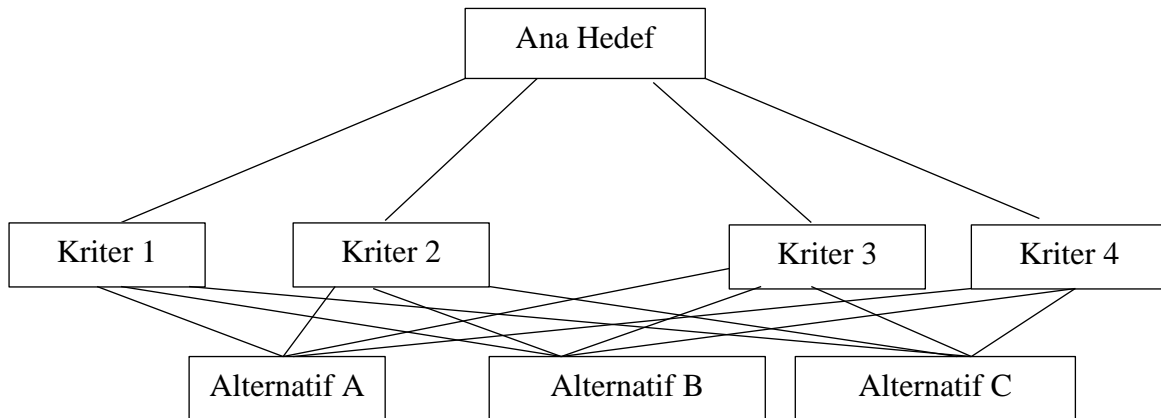 Ana Hedef
Kriter 1
Kriter 2
Kriter 3
Kriter 4
Alternatif A
Alternatif B
Alternatif C